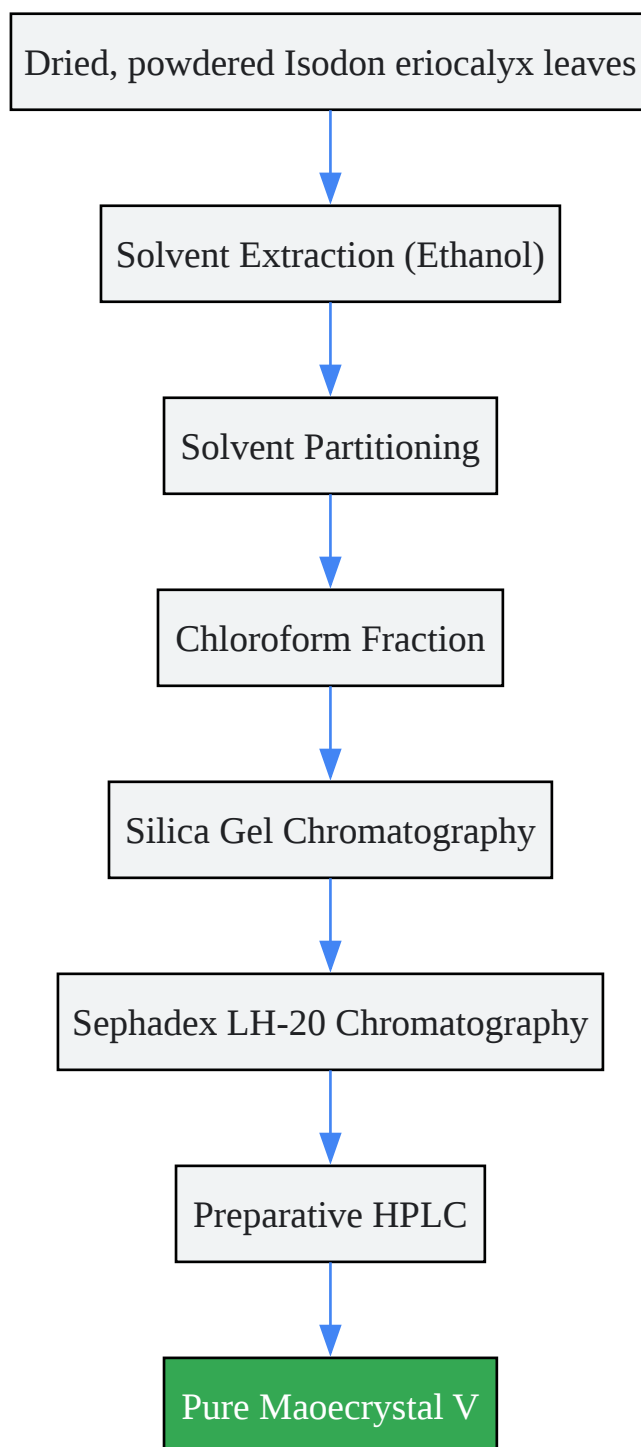 Dried, powdered Isodon eriocalyx leaves
Solvent Extraction (Ethanol)
Solvent Partitioning
Chloroform Fraction
Silica Gel Chromatography
Sephadex LH-20 Chromatography
Preparative HPLC
Pure Maoecrystal V